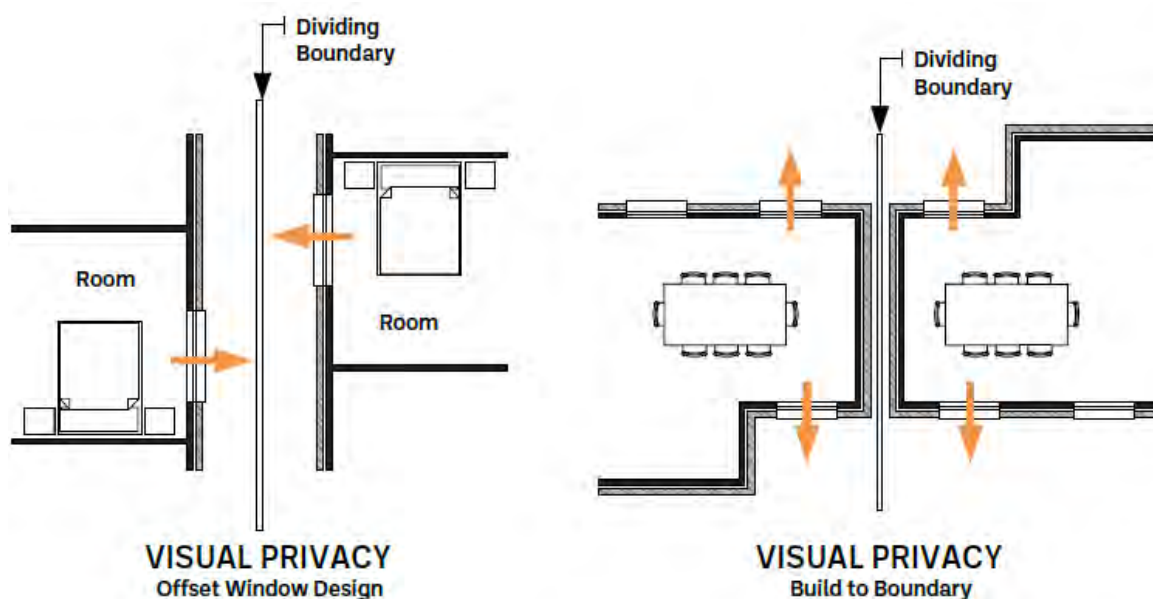 Dividing
Boundary
Room
Room
VISUAL PRIVACY
Offset Window Design
Dividing
Boundary
VISUAL PRIVACY
Build to Boundary